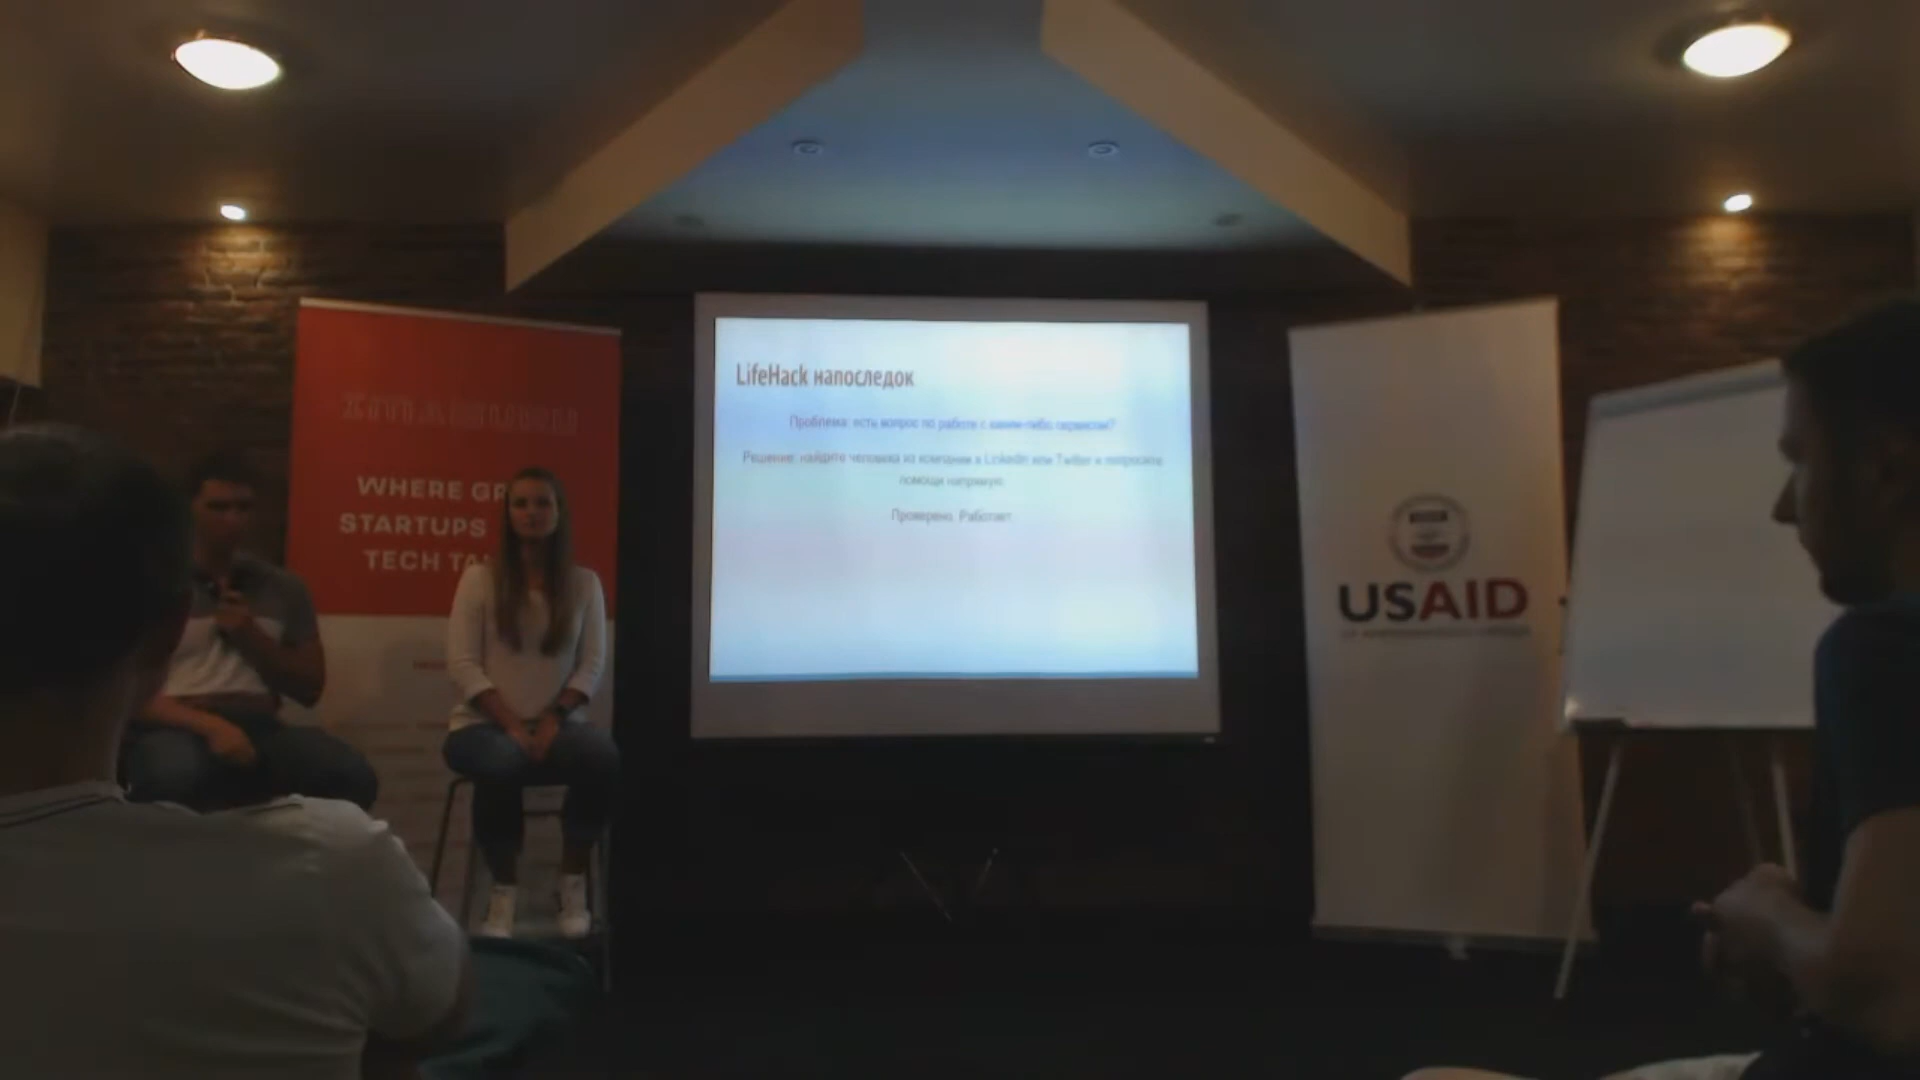 WHERE GR
STARTUPS
TECH TA
LifeHack напоследок
Проблема: есть вопрос по работе с каким-либо сервисом?
Решение: найдите человека из компании в LinkedIn или Twitter и попросите
помощи напрямую.
Проверено. Работает.
USAID